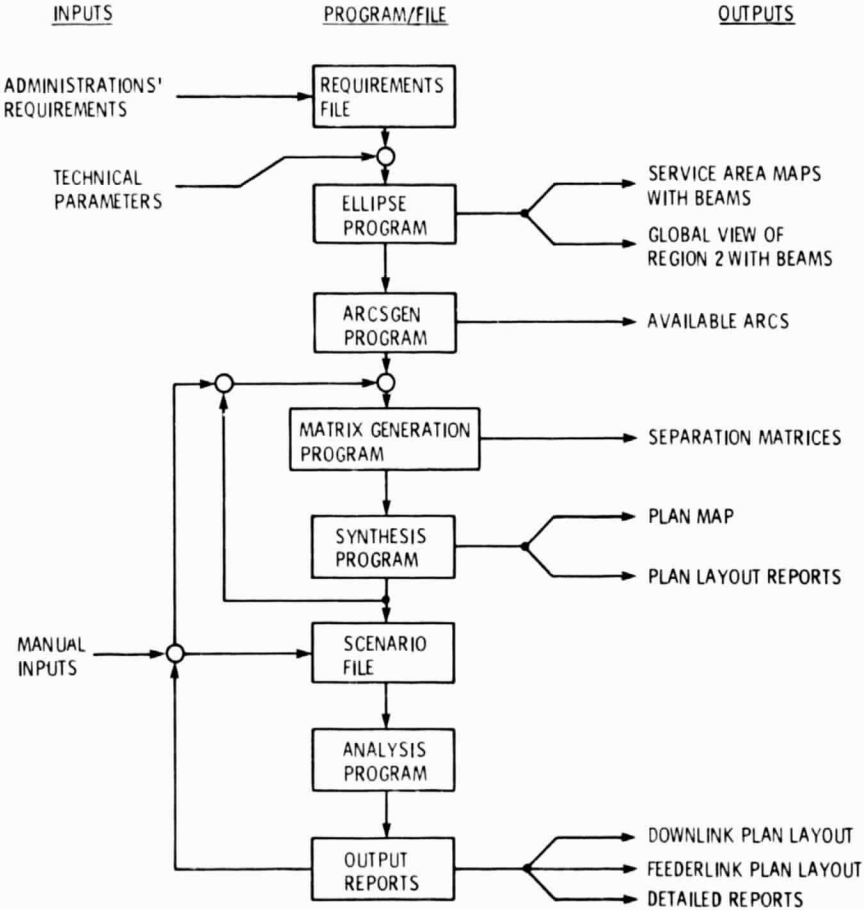 INPUTS
PROGRAM/FILE
OUTPUTS
ADMINISTRATIONS'
REQUIREMENTS
REQUIREMENTS
FILE
TECHNICAL
PARAMETERS
ELLIPSE
PROGRAM
SERVICE AREA MAPS
WITH BEAMS
GLOBAL VIEW OF
REGION 2 WITH BEAMS
ARCSGEN
PROGRAM
AVAILABLE ARCS
MATRIX GENERATION
PROGRAM
SEPARATION MATRICES
SYNTHESIS
PROGRAM
PLAN MAP
PLAN LAYOUT REPORTS
MANUAL
INPUTS
SCENARIO
FILE
ANALYSIS
PROGRAM
OUTPUT
REPORTS
DOWNLINK PLAN LAYOUT
FEEDERLINK PLAN LAYOUT
DETAILED REPORTS